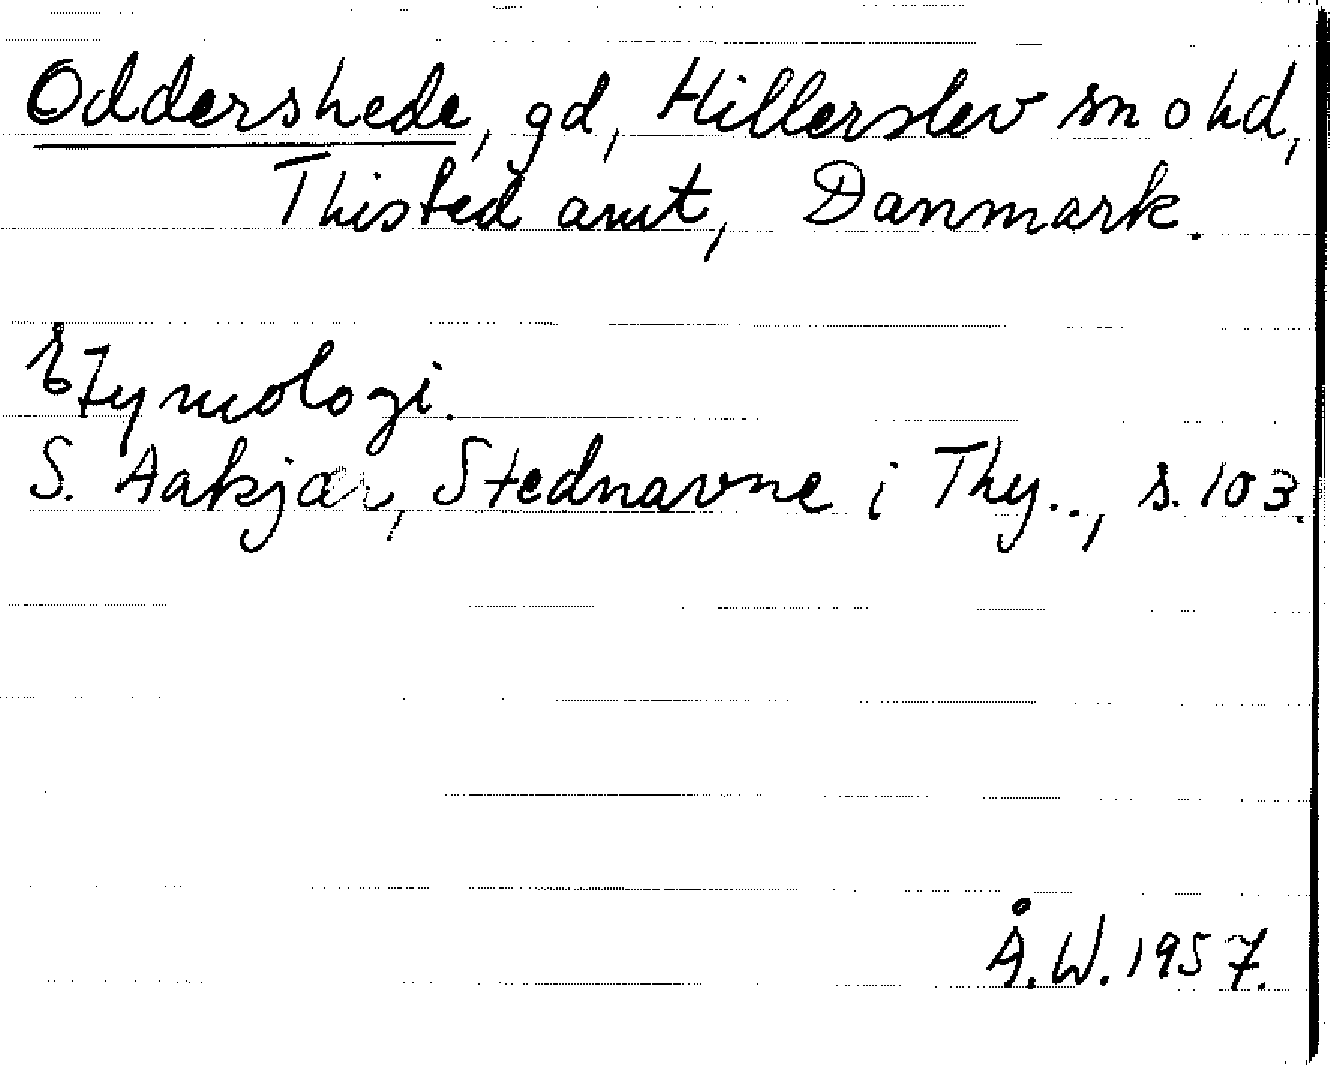 Oddershede, gd, Hillerslev sn o hd,
Thisted amt, Danmark.
Etymologi.
S. Aakjær, Stednavne i Thy.., s. 103.
Å.W. 1957.